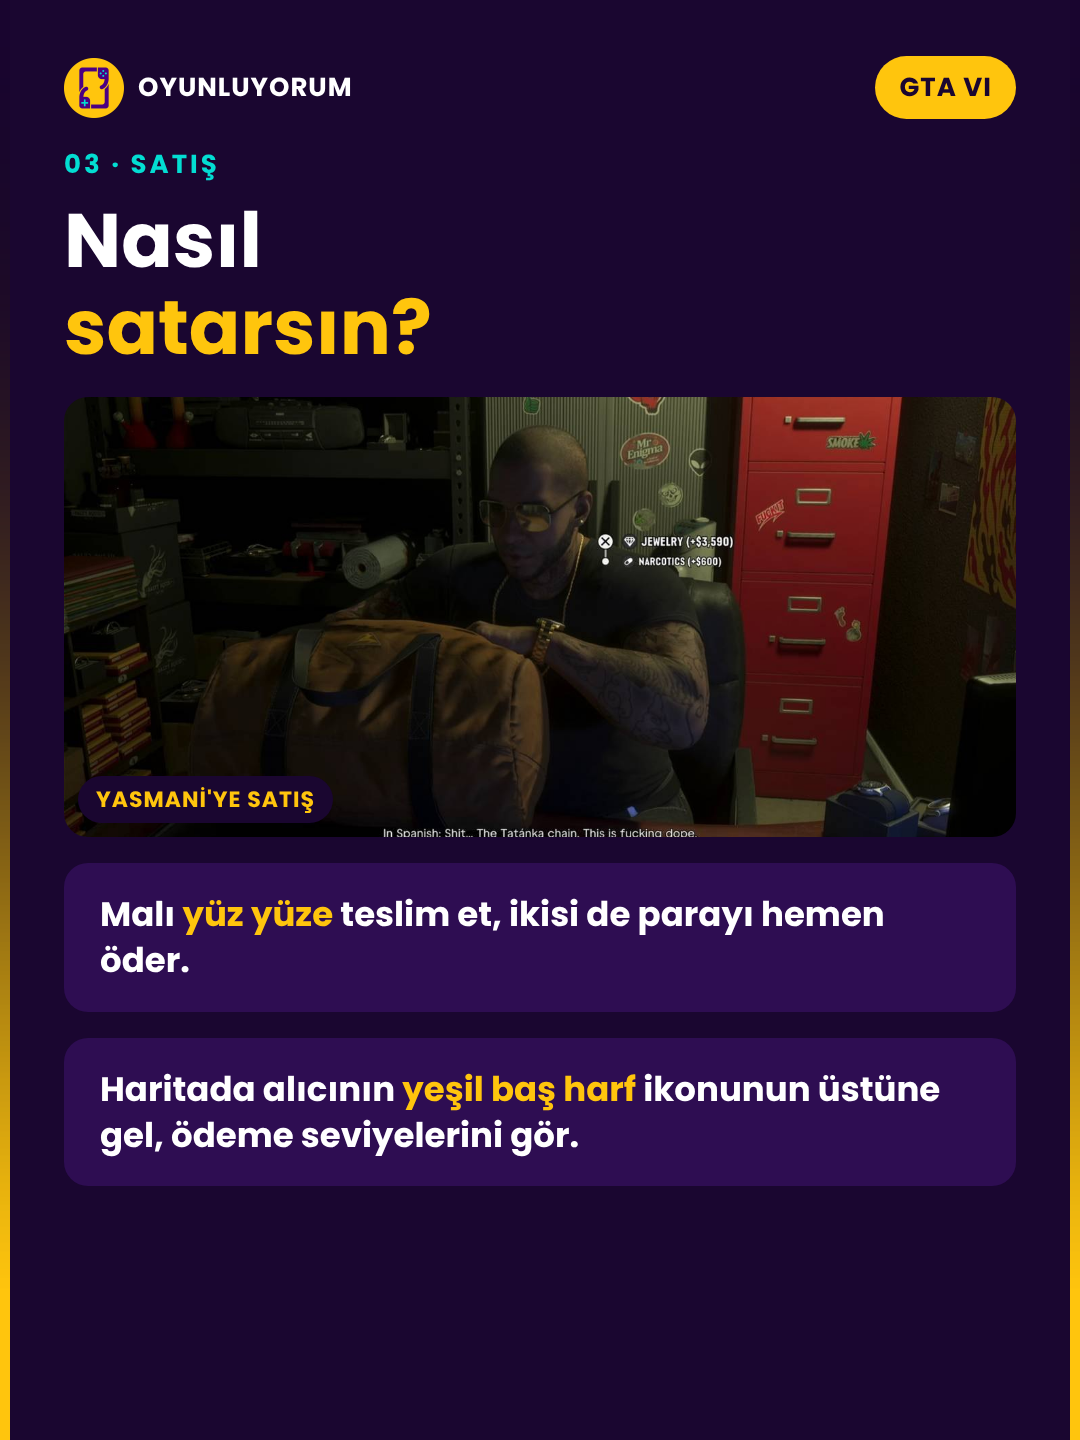 OYUNLUYORUM
GTA VI
03 · SATIŞ
Nasıl
satarsın?
Mr
Enigma
SMOKE
JEWELRY (+$3,590)
NARCOTICS (+$600)
YASMANİ'YE SATIŞ
In Spanish: Shit... The Tatánka chain. This is fucking dope.
Malı yüz yüze teslim et, ikisi de parayı hemen
öder.
Haritada alıcının yeşil baş harf ikonunun üstüne
gel, ödeme seviyelerini gör.